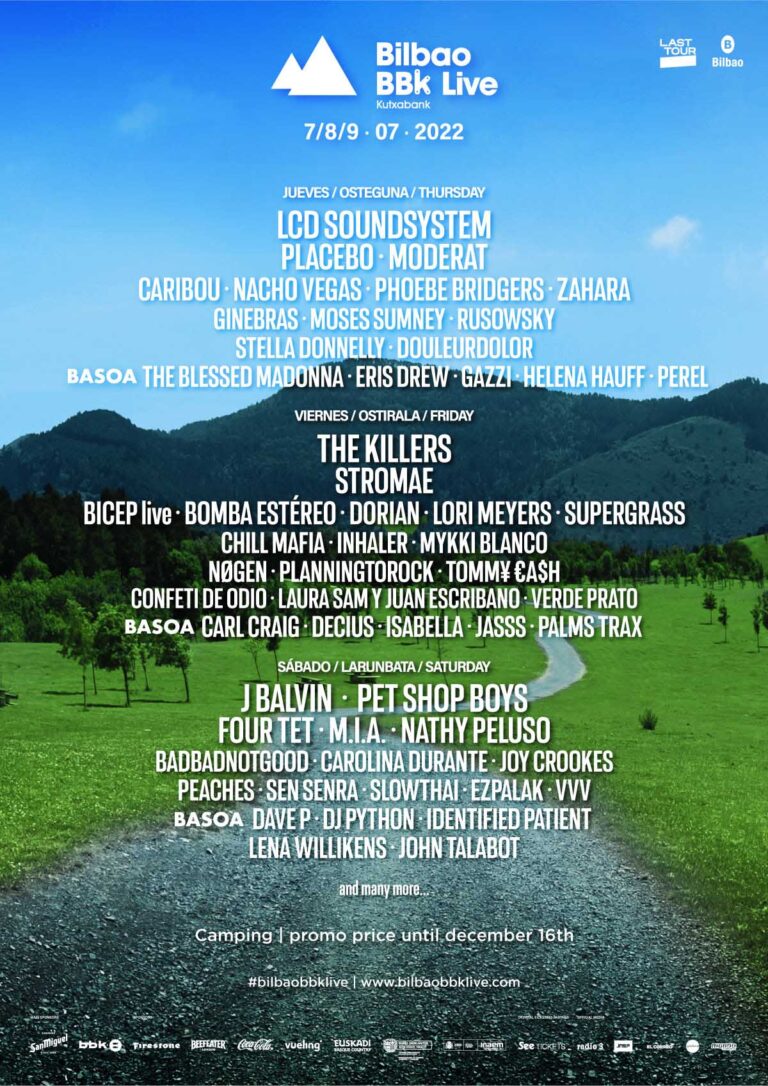 Bilbao
BBk Live
Kutxabank
LAST
TOUR
B
Bilbao
7/8/9 · 07 · 2022
JUEVES / OSTEGUNA / THURSDAY
LCD SOUNDSYSTEM
PLACEBO · MODERAT
CARIBOU · NACHO VEGAS · PHOEBE BRIDGERS · ZAHARA
GINEBRAS · MOSES SUMNEY · RUSOWSKY
STELLA DONNELLY · DOULEURDOLOR
BASOA THE BLESSED MADONNA · ERIS DREW · GAZZI · HELENA HAUFF · PEREL
VIERNES / OSTIRALA / FRIDAY
THE KILLERS
STROMAE
BICEP live · BOMBA ESTÉREO · DORIAN · LORI MEYERS · SUPERGRASS
CHILL MAFIA · INHALER · MYKKI BLANCO
NØGEN · PLANNINGTOROCK · TOMM¥ €A$H
CONFETI DE ODIO · LAURA SAM Y JUAN ESCRIBANO · VERDE PRATO
BASOA CARL CRAIG · DECIUS · ISABELLA · JASSS · PALMS TRAX
SÁBADO / LARUNBATA / SATURDAY
J BALVIN · PET SHOP BOYS
FOUR TET · M.I.A. · NATHY PELUSO
BADBADNOTGOOD · CAROLINA DURANTE · JOY CROOKES
PEACHES · SEN SENRA · SLOWTHAI · EZPALAK · VVV
BASOA DAVE P · DJ PYTHON · IDENTIFIED PATIENT
LENA WILLIKENS · JOHN TALABOT
and many more...
Camping | promo price until december 16th
#bilbaobbklive | www.bilbaobbklive.com
San Miguel
bbk
Firestone
BEEFEATER
Coca-Cola
vueling
EUSKADI
BASQUE COUNTRY
inaem
See TICKETS
radio 3
EL CORREO